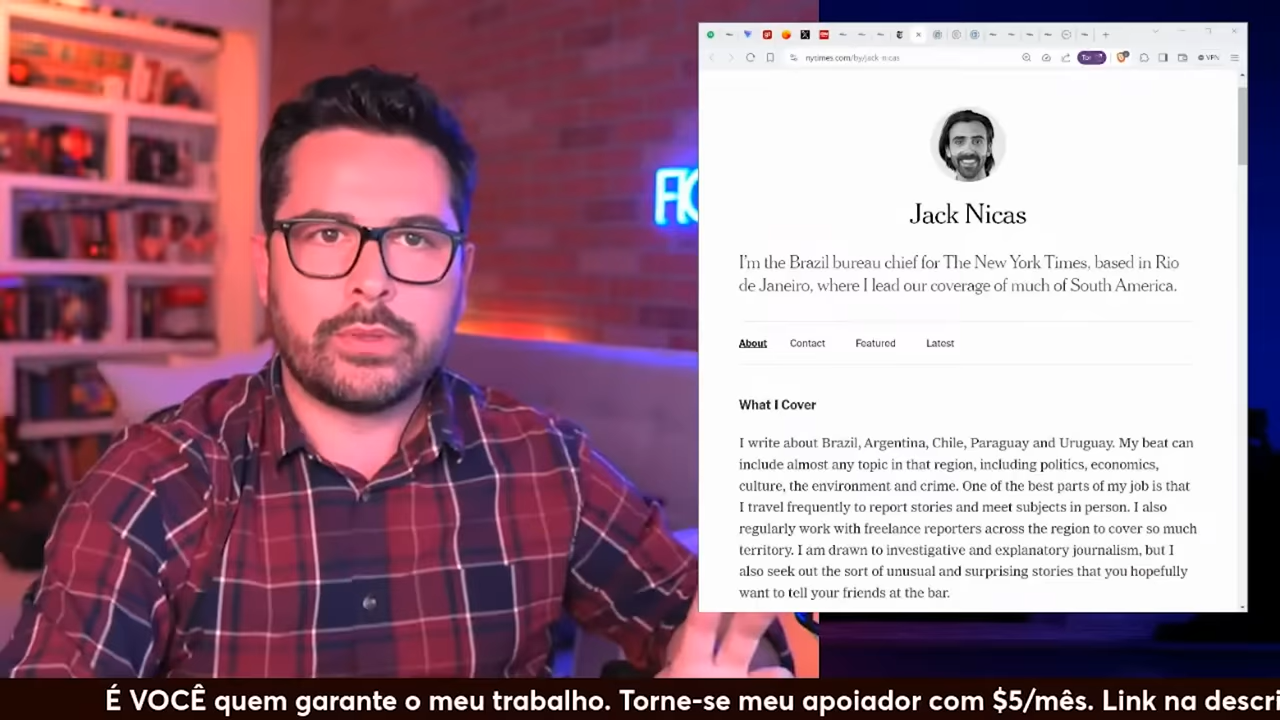 nytimes.com/by/jack-nicas
VPN
Jack Nicas
I'm the Brazil bureau chief for The New York Times, based in Rio
de Janeiro, where I lead our coverage of much of South America.
About Contact Featured Latest
What I Cover
I write about Brazil, Argentina, Chile, Paraguay and Uruguay. My beat can
include almost any topic in that region, including politics, economics,
culture, the environment and crime. One of the best parts of my job is that
I travel frequently to report stories and meet subjects in person. I also
regularly work with freelance reporters across the region to cover so much
territory. I am drawn to investigative and explanatory journalism, but I
also seek out the sort of unusual and surprising stories that you hopefully
want to tell your friends at the bar.
É VOCÊ quem garante o meu trabalho. Torne-se meu apoiador com $5/mês. Link na descri